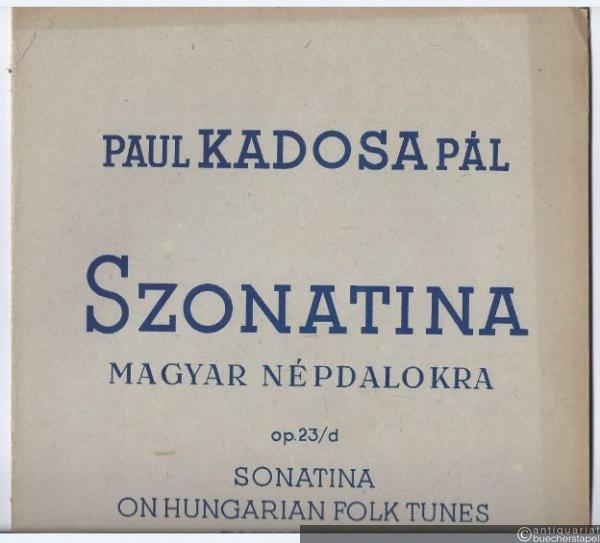 PAUL KADOSA PÁL
SZONATINA
MAGYAR NÉPDALOKRA
op. 23/d
SONATINA
ON HUNGARIAN FOLK TUNES
© antiquariat
buecherstapel